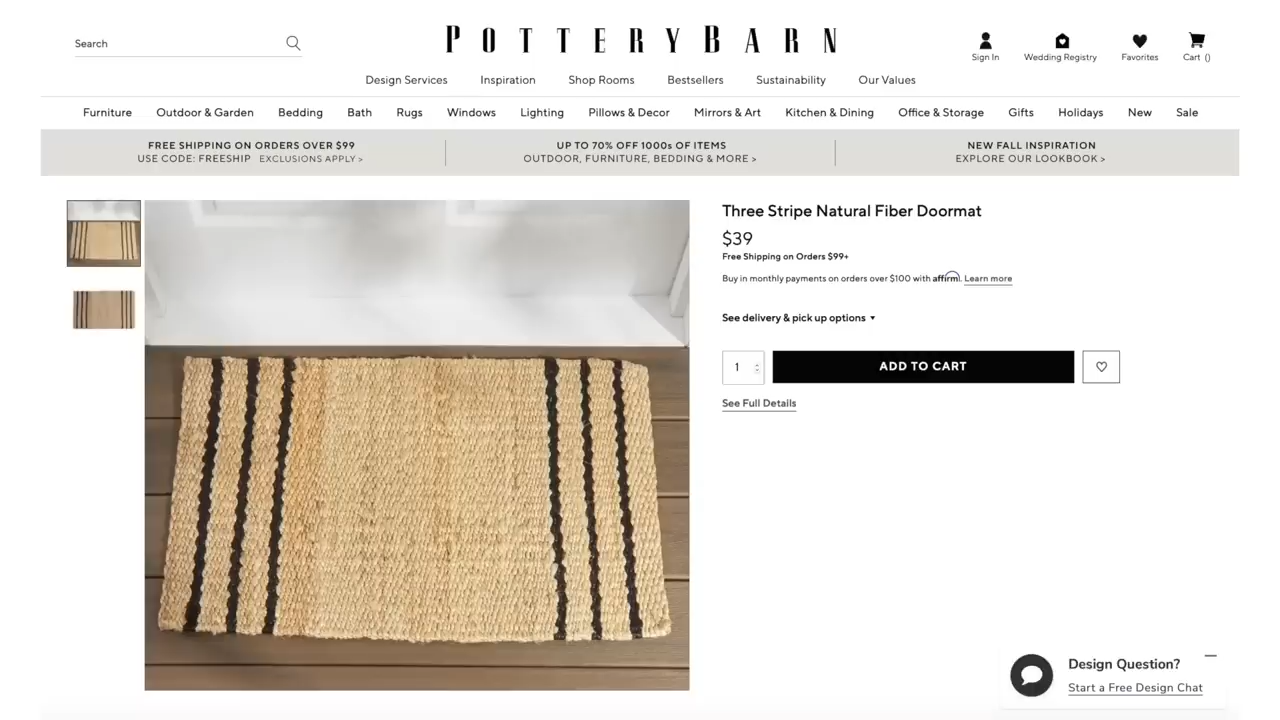 Search
POTTERYBARN
Sign In
Wedding Registry
Favorites
Cart ()
Design Services
Inspiration
Shop Rooms
Bestsellers
Sustainability
Our Values
Furniture
Outdoor & Garden
Bedding
Bath
Rugs
Windows
Lighting
Pillows & Decor
Mirrors & Art
Kitchen & Dining
Office & Storage
Gifts
Holidays
New
Sale
FREE SHIPPING ON ORDERS OVER $99
USE CODE: FREESHIP EXCLUSIONS APPLY >
UP TO 70% OFF 1000s OF ITEMS
OUTDOOR, FURNITURE, BEDDING & MORE >
NEW FALL INSPIRATION
EXPLORE OUR LOOKBOOK >
Three Stripe Natural Fiber Doormat
$39
Free Shipping on Orders $99+
Buy in monthly payments on orders over $100 with affirm. Learn more
See delivery & pick up options
1
ADD TO CART
See Full Details
Design Question?
Start a Free Design Chat